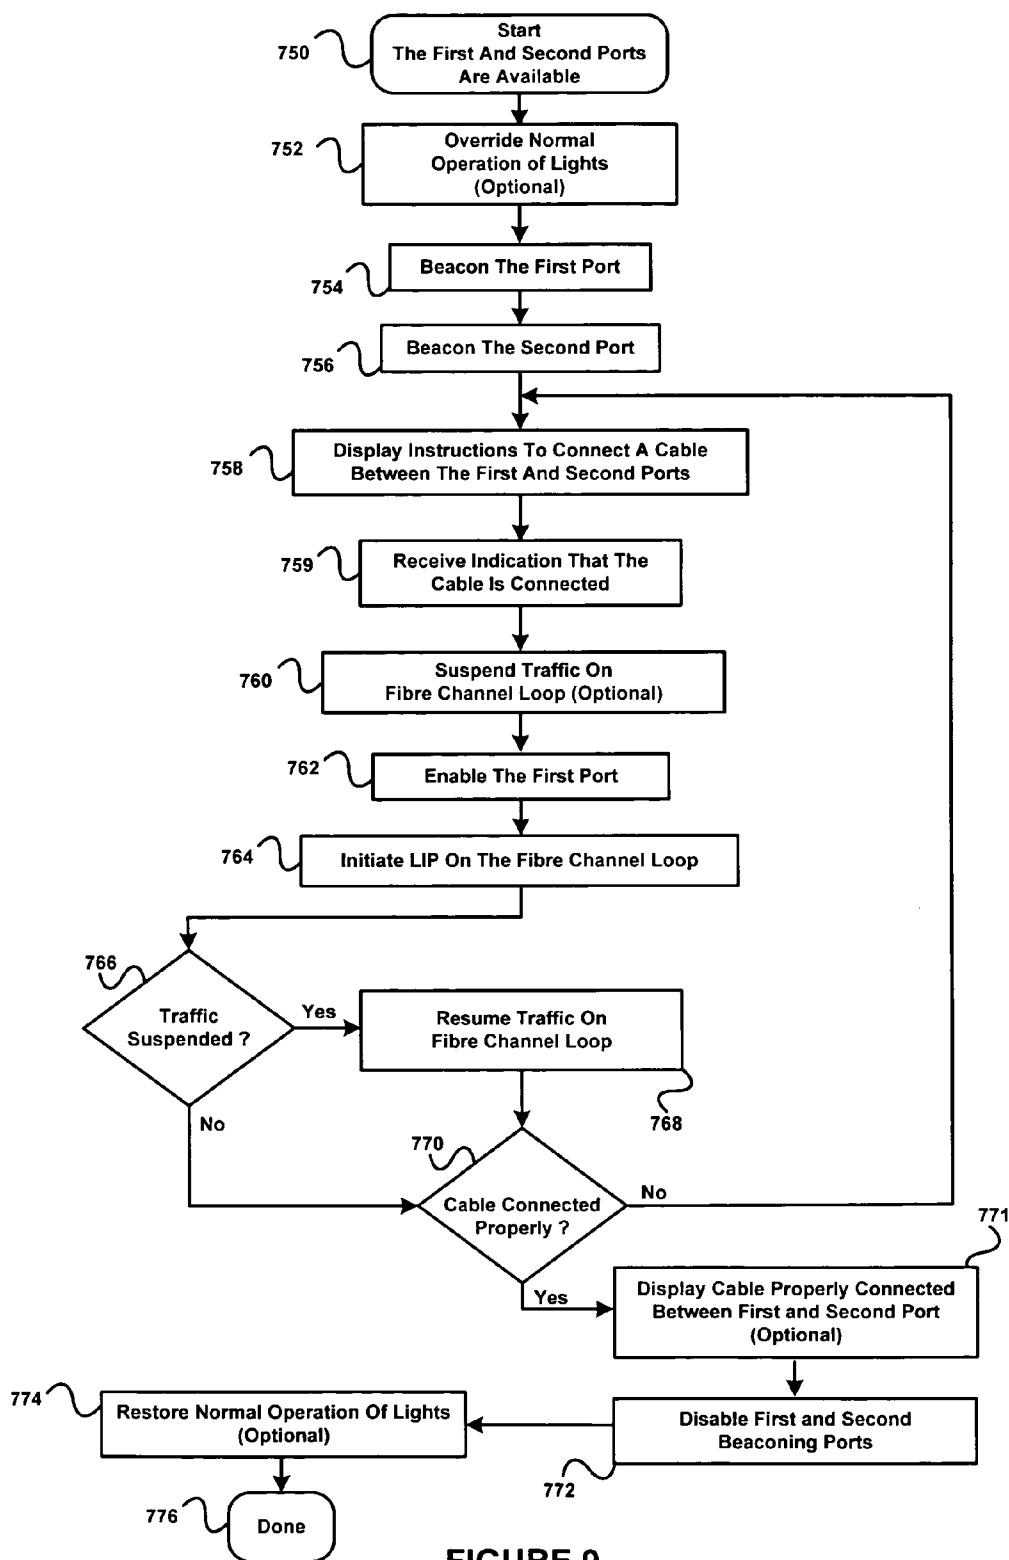 Start
The First And Second Ports
Are Available
750
Override Normal
Operation of Lights
(Optional)
752
Beacon The First Port
754
Beacon The Second Port
756
Display Instructions To Connect A Cable
Between The First And Second Ports
758
Receive Indication That The
Cable Is Connected
759
Suspend Traffic On
Fibre Channel Loop (Optional)
760
Enable The First Port
762
Initiate LIP On The Fibre Channel Loop
764
766
Traffic
Suspended ?
Yes
No
Resume Traffic On
Fibre Channel Loop
768
770
Cable Connected
Properly ?
No
Yes
771
Display Cable Properly Connected
Between First and Second Port
(Optional)
Disable First and Second
Beaconing Ports
772
774
Restore Normal Operation Of Lights
(Optional)
776
Done
FIGURE 9